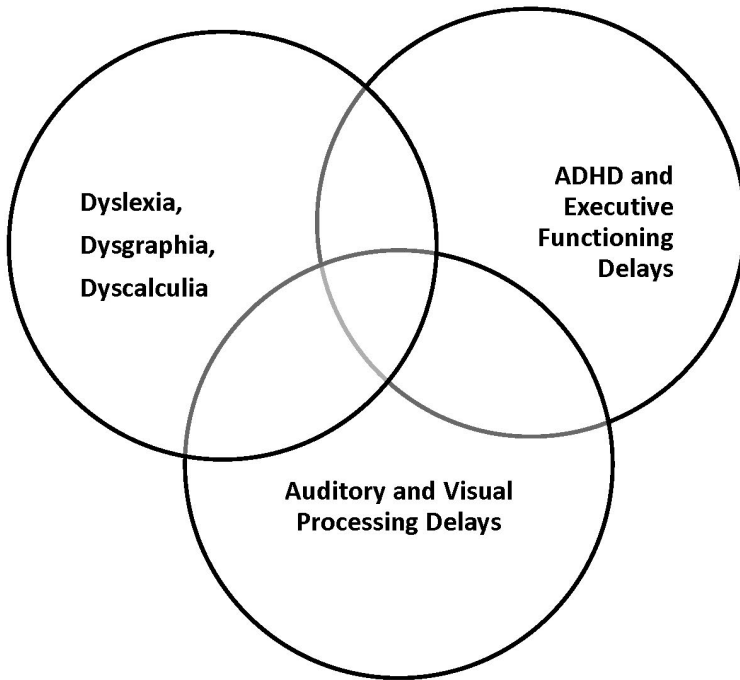 Dyslexia,
Dysgraphia,
Dyscalculia
ADHD and
Executive
Functioning
Delays
Auditory and Visual
Processing Delays